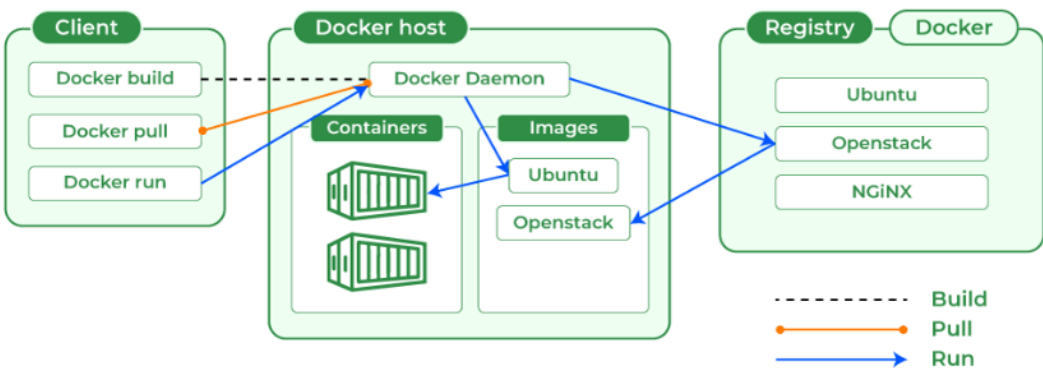 Client
Docker build
Docker pull
Docker run
Docker host
Docker Daemon
Containers
Images
Ubuntu
Openstack
Registry
Docker
Ubuntu
Openstack
NGiNX
Build
Pull
Run